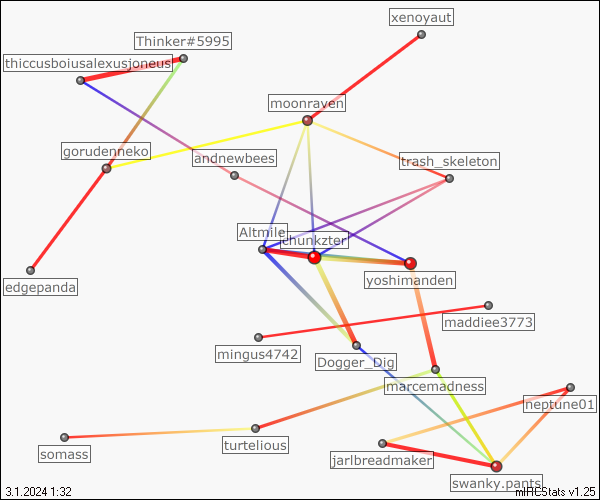 xenoyaut
Thinker#5995
thiccusboiusalexusjoneus
moonraven
gorudenneko
andnewbees
trash_skeleton
Altmile
chunkzter
yoshimanden
edgepanda
maddiee3773
mingus4742
Dogger_Dig
marcemadness
neptune01
turtelious
somass
jarlbreadmaker
swanky.pants
3.1.2024 1:32
mIRCStats v1.25